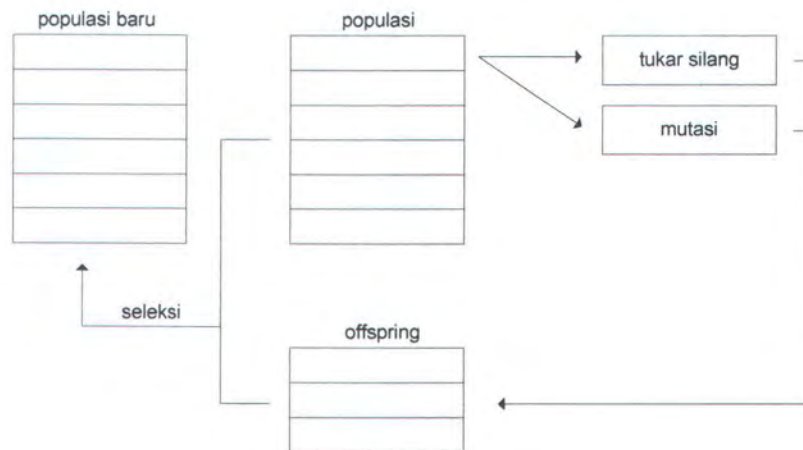 populasi baru
populasi
tukar silang
mutasi
seleksi
offspring